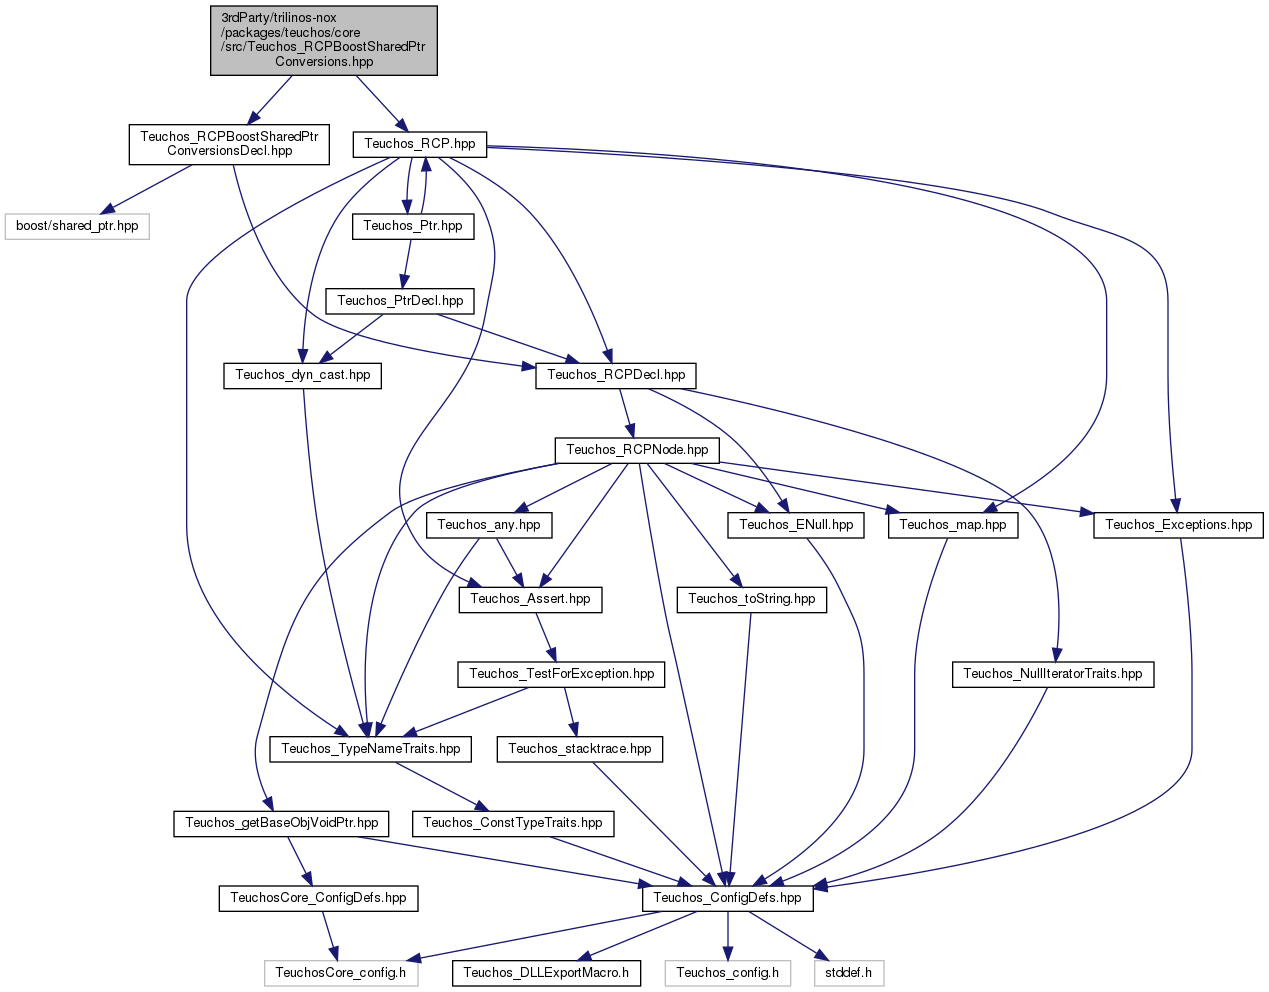 3rdParty/trilinos-nox
/packages/teuchos/core
/src/Teuchos_RCPBoostSharedPtr
Conversions.hpp
Teuchos_RCPBoostSharedPtr
ConversionsDecl.hpp
Teuchos_RCP.hpp
boost/shared_ptr.hpp
Teuchos_Ptr.hpp
Teuchos_PtrDecl.hpp
Teuchos_dyn_cast.hpp
Teuchos_RCPDecl.hpp
Teuchos_RCPNode.hpp
Teuchos_any.hpp
Teuchos_ENull.hpp
Teuchos_map.hpp
Teuchos_Exceptions.hpp
Teuchos_Assert.hpp
Teuchos_toString.hpp
Teuchos_TestForException.hpp
Teuchos_NullIteratorTraits.hpp
Teuchos_TypeNameTraits.hpp
Teuchos_stacktrace.hpp
Teuchos_getBaseObjVoidPtr.hpp
Teuchos_ConstTypeTraits.hpp
TeuchosCore_ConfigDefs.hpp
Teuchos_ConfigDefs.hpp
TeuchosCore_config.h
Teuchos_DLLExportMacro.h
Teuchos_config.h
stddef.h